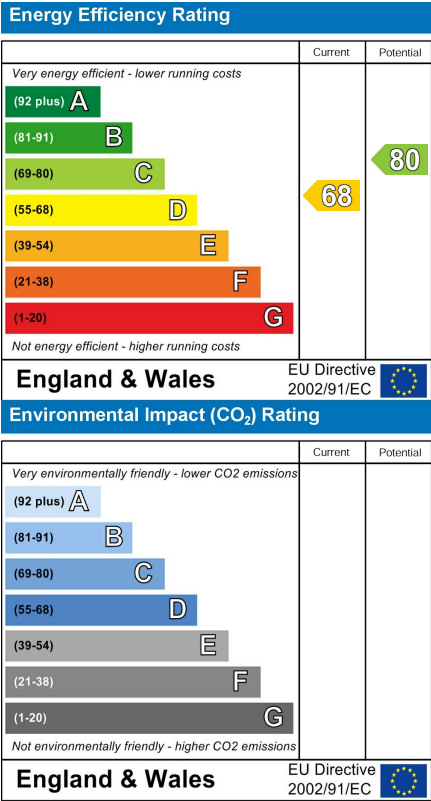 Energy Efficiency Rating
Current Potential
Very energy efficient - lower running costs
(92 plus) A
(81-91) B
(69-80) C
(55-68) D
(39-54) E
(21-38) F
(1-20) G
68
80
Not energy efficient - higher running costs
England & Wales
EU Directive
2002/91/EC
Environmental Impact (CO₂) Rating
Current Potential
Very environmentally friendly - lower CO2 emissions
(92 plus) A
(81-91) B
(69-80) C
(55-68) D
(39-54) E
(21-38) F
(1-20) G
Not environmentally friendly - higher CO2 emissions
England & Wales
EU Directive
2002/91/EC